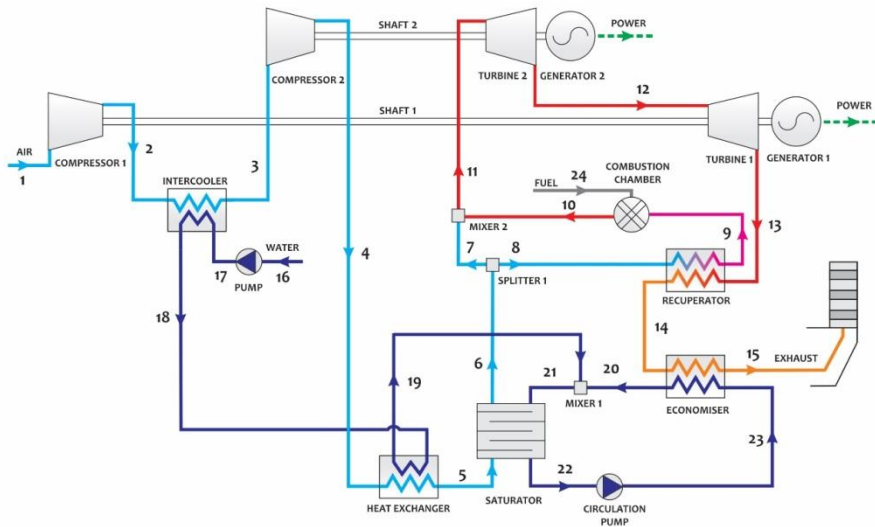 SHAFT 2
POWER
COMPRESSOR 2
TURBINE 2
GENERATOR 2
12
SHAFT 1
POWER
AIR
COMPRESSOR 1
2
3
TURBINE 1
GENERATOR 1
1
INTERCOOLER
11
FUEL
24
COMBUSTION
CHAMBER
10
9
13
MIXER 2
WATER
4
7
8
17
16
PUMP
SPLITTER 1
RECUPERATOR
18
14
6
15
EXHAUST
19
21
20
MIXER 1
ECONOMISER
23
5
22
HEAT EXCHANGER
SATURATOR
CIRCULATION
PUMP